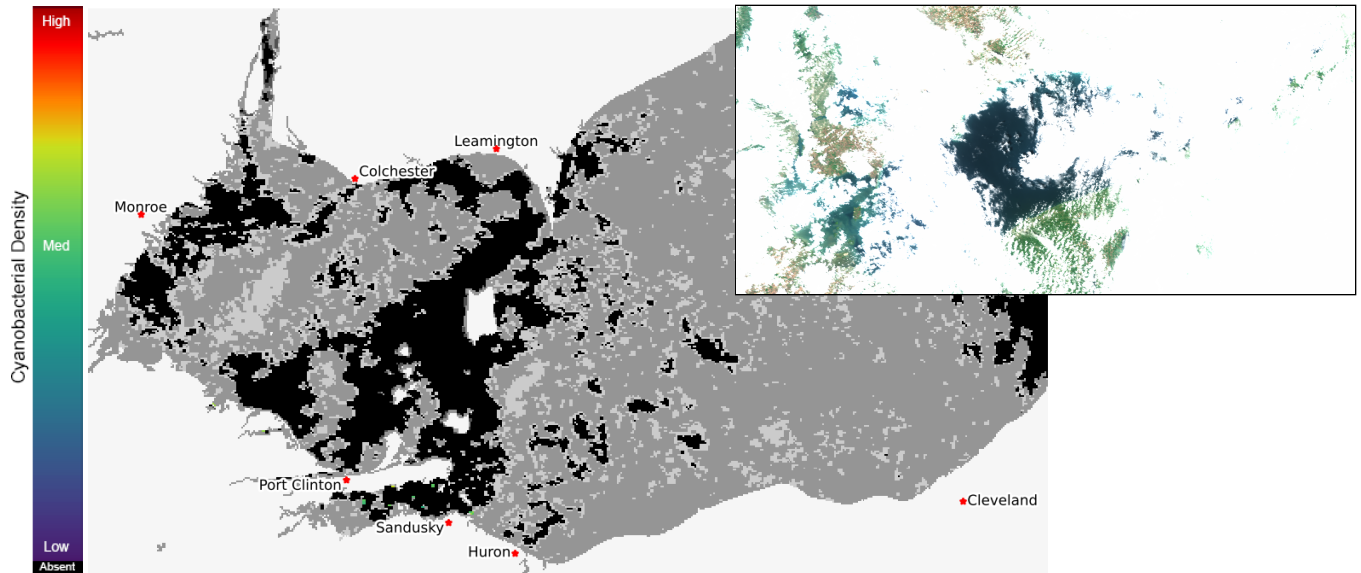 High
Leamington
Colchester
Monroe
Cyanobacterial Density
Med
Port Clinton
Cleveland
Sandusky
Low
Huron
Absent